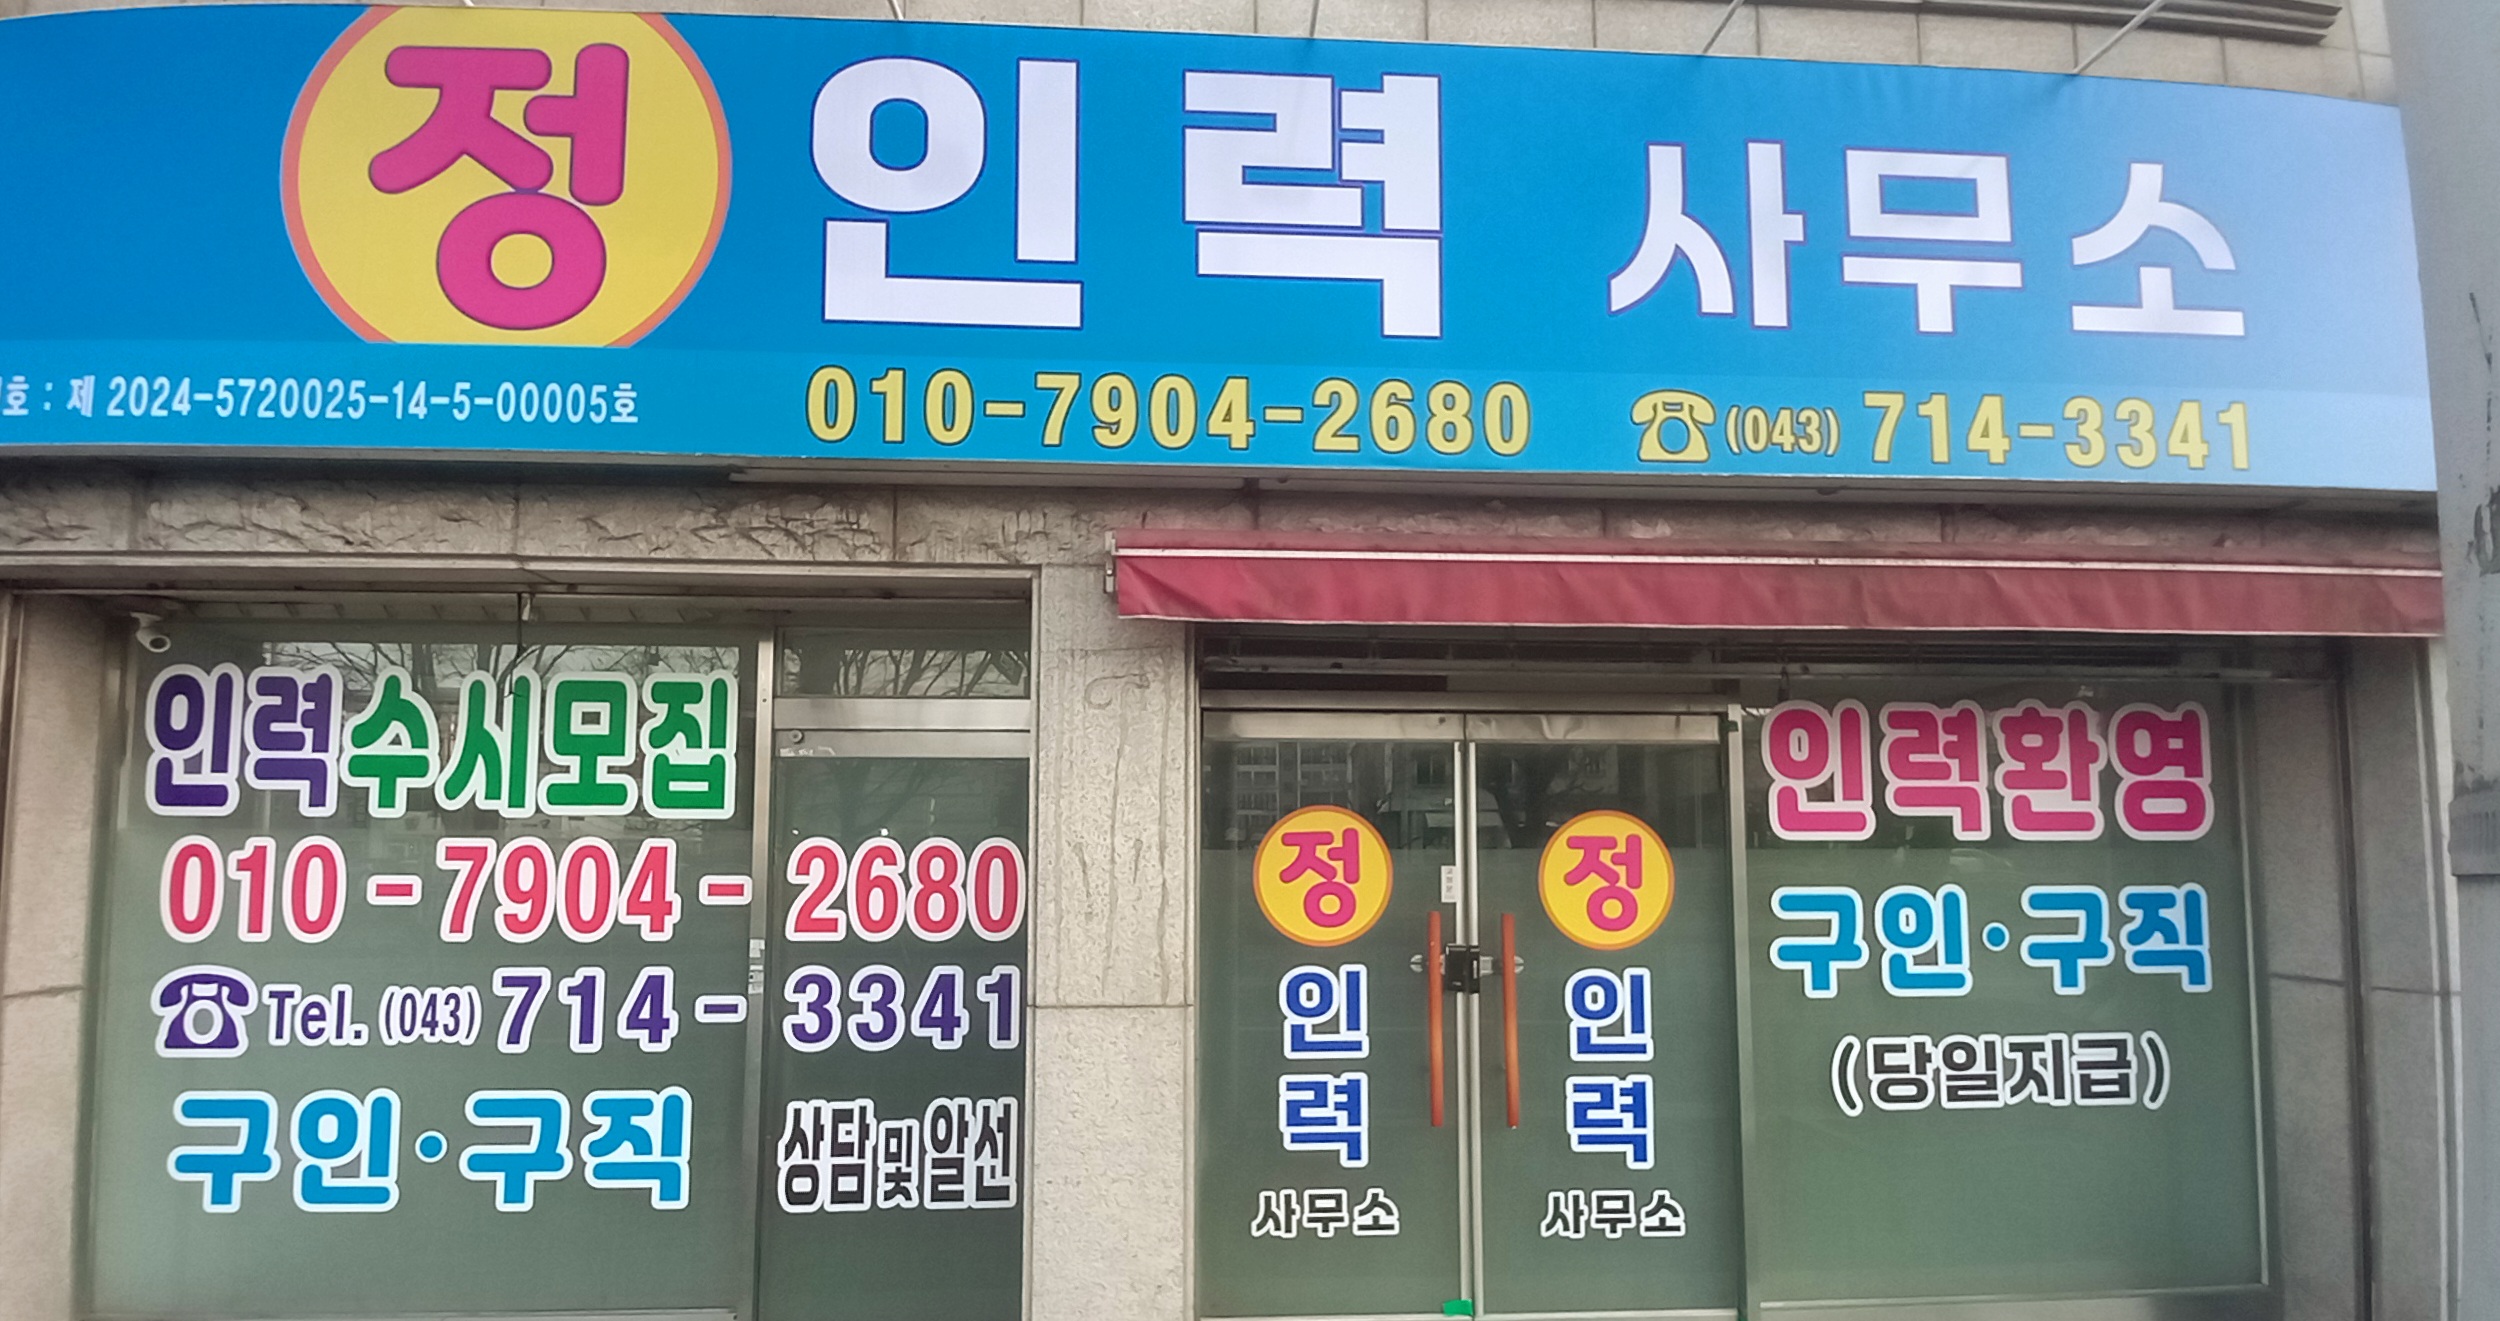 정 인력 사무소
호 : 제 2024-5720025-14-5-00005호
010-7904-2680
(043) 714-3341
인력수시모집
010-7904-2680
Tel. (043) 714-3341
구인·구직
상담 및 알선
정
인
력
사무소
정
인
력
사무소
인력환영
구인·구직
(당일지급)